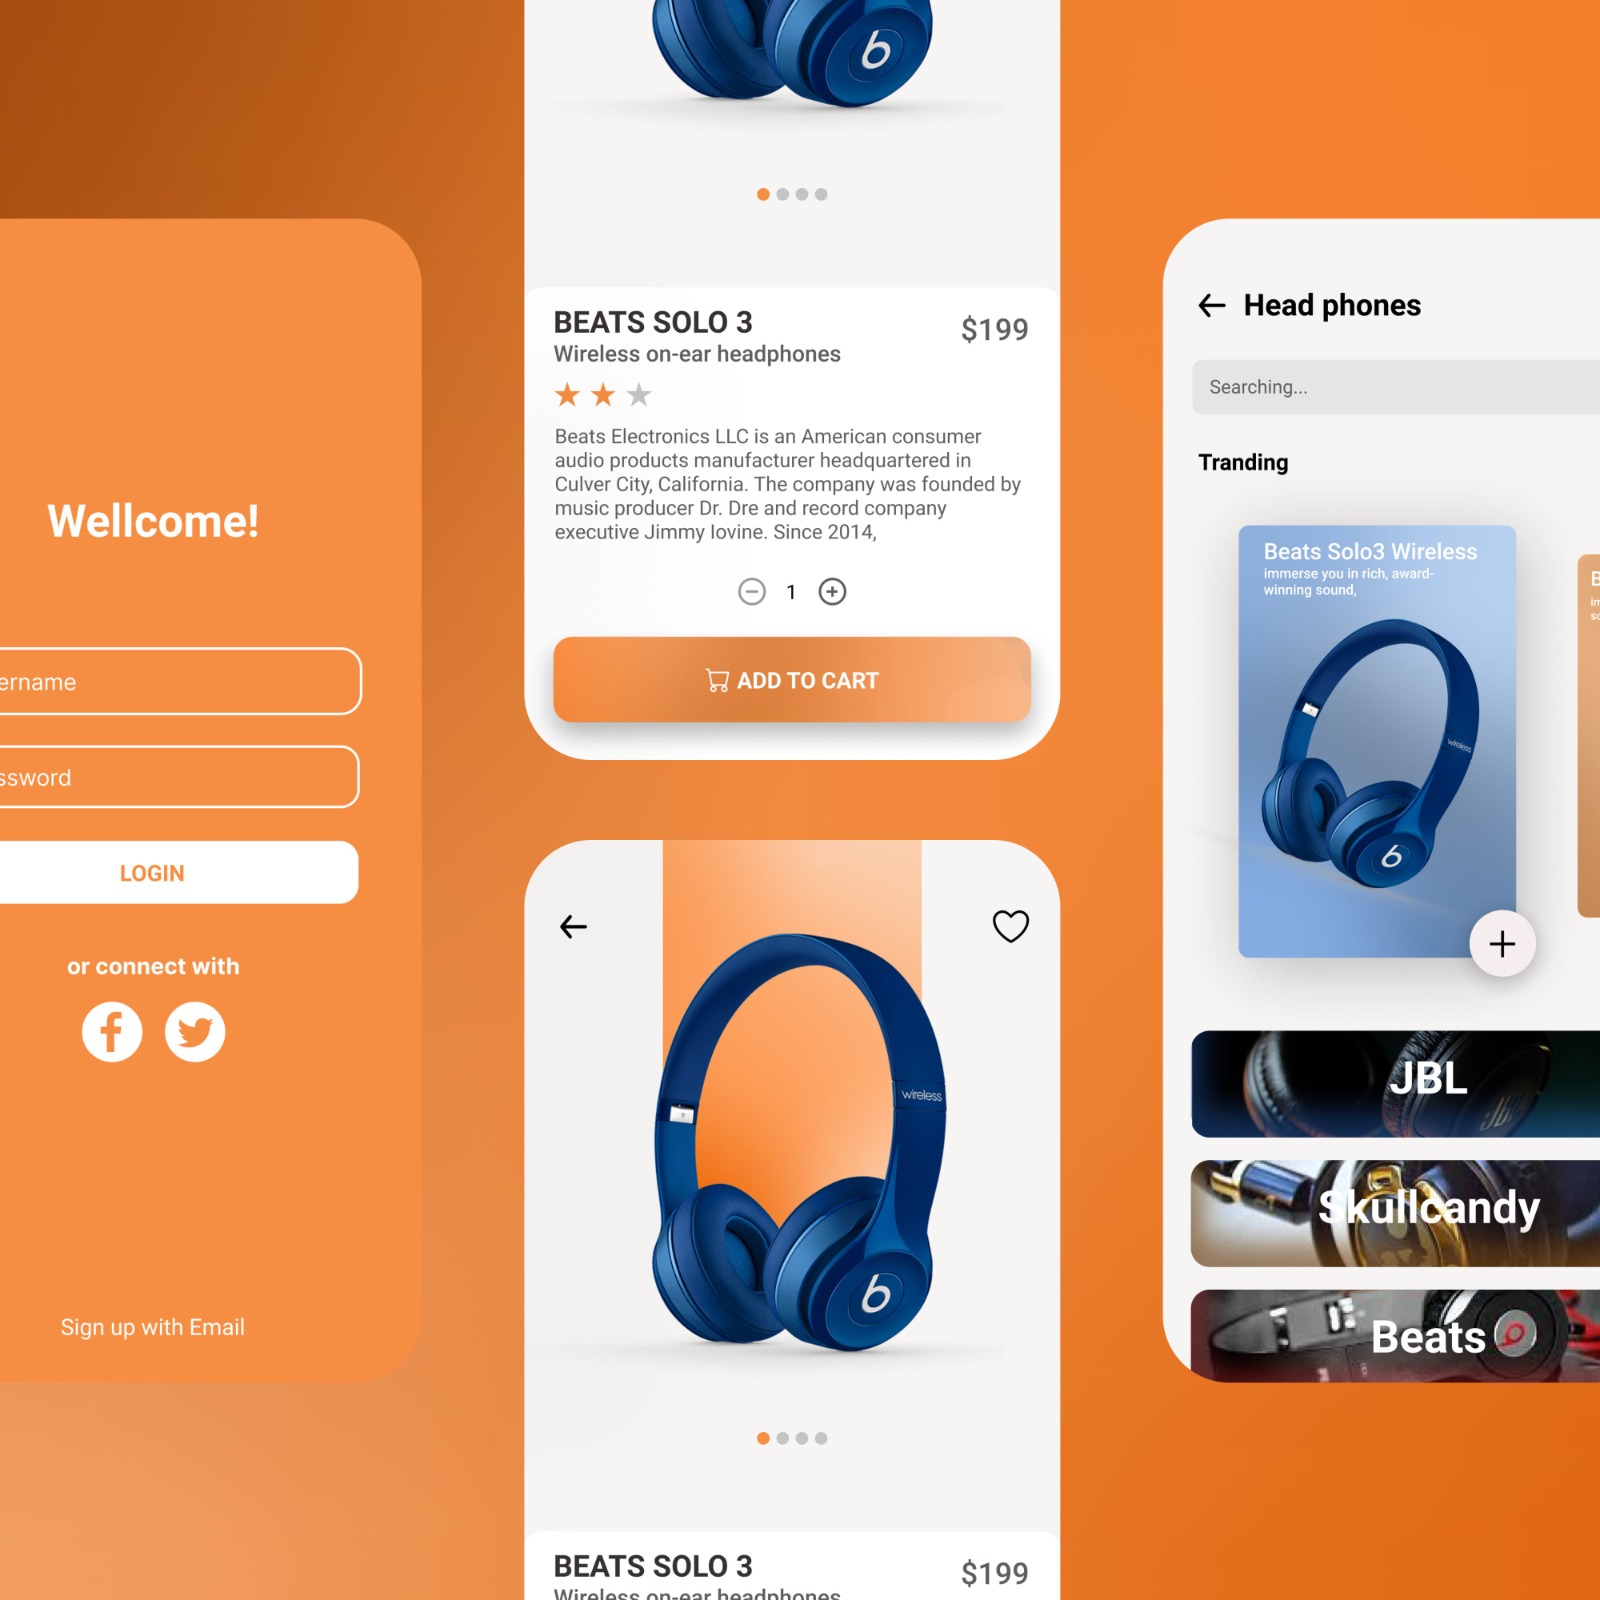 Wellcome!
ername
ssword
LOGIN
or connect with
Sign up with Email
BEATS SOLO 3
$199
Wireless on-ear headphones
Beats Electronics LLC is an American consumer
audio products manufacturer headquartered in
Culver City, California. The company was founded by
music producer Dr. Dre and record company
executive Jimmy Iovine. Since 2014,
1
ADD TO CART
wireless
BEATS SOLO 3
$199
Wireless on-ear headphones
Head phones
Searching...
Tranding
Beats Solo3 Wireless
immerse you in rich, award-
winning sound,
wireless
B
im
so
JBL
JBL
Skullcandy
Beats